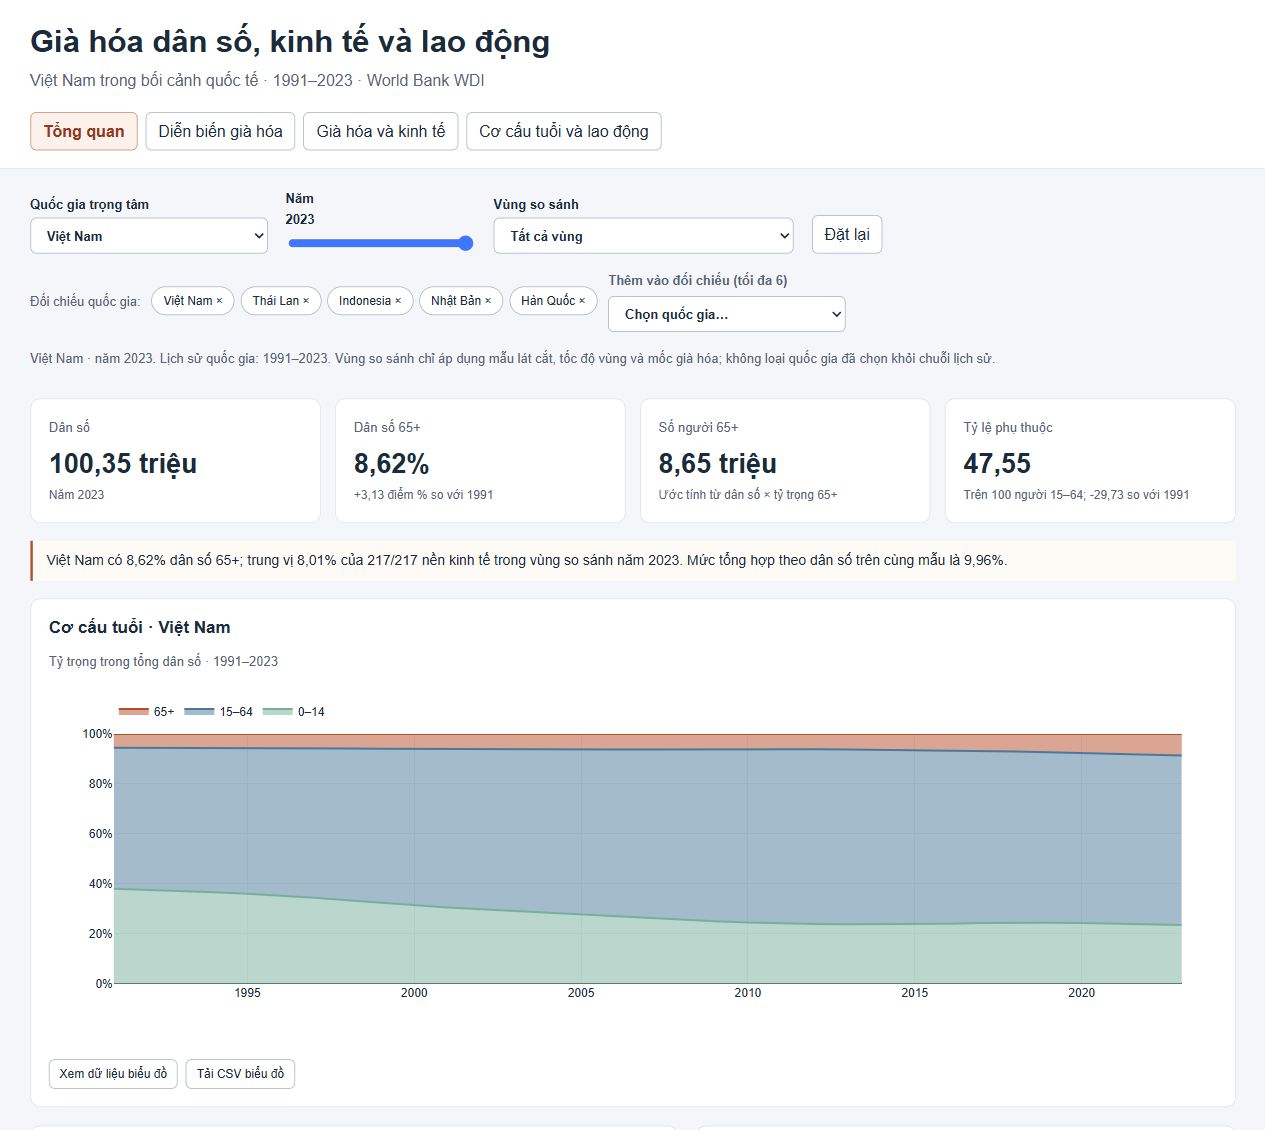 Già hóa dân số, kinh tế và lao động
Việt Nam trong bối cảnh quốc tế · 1991–2023 · World Bank WDI
Tổng quan
Diễn biến già hóa
Già hóa và kinh tế
Cơ cấu tuổi và lao động
Quốc gia trọng tâm
Việt Nam
Năm
2023
Vùng so sánh
Tất cả vùng
Đặt lại
Đối chiếu quốc gia:
Việt Nam ×
Thái Lan ×
Indonesia ×
Nhật Bản ×
Hàn Quốc ×
Thêm vào đối chiếu (tối đa 6)
Chọn quốc gia...
Việt Nam · năm 2023. Lịch sử quốc gia: 1991–2023. Vùng so sánh chỉ áp dụng mẫu lát cắt, tốc độ vùng và mốc già hóa; không loại quốc gia đã chọn khỏi chuỗi lịch sử.
Dân số
100,35 triệu
Năm 2023
Dân số 65+
8,62%
+3,13 điểm % so với 1991
Số người 65+
8,65 triệu
Ước tính từ dân số × tỷ trọng 65+
Tỷ lệ phụ thuộc
47,55
Trên 100 người 15–64; -29,73 so với 1991
Việt Nam có 8,62% dân số 65+; trung vị 8,01% của 217/217 nền kinh tế trong vùng so sánh năm 2023. Mức tổng hợp theo dân số trên cùng mẫu là 9,96%.
Cơ cấu tuổi · Việt Nam
Tỷ trọng trong tổng dân số · 1991–2023
65+
15–64
0–14
100%
80%
60%
40%
20%
0%
1995
2000
2005
2010
2015
2020
Xem dữ liệu biểu đồ
Tải CSV biểu đồ